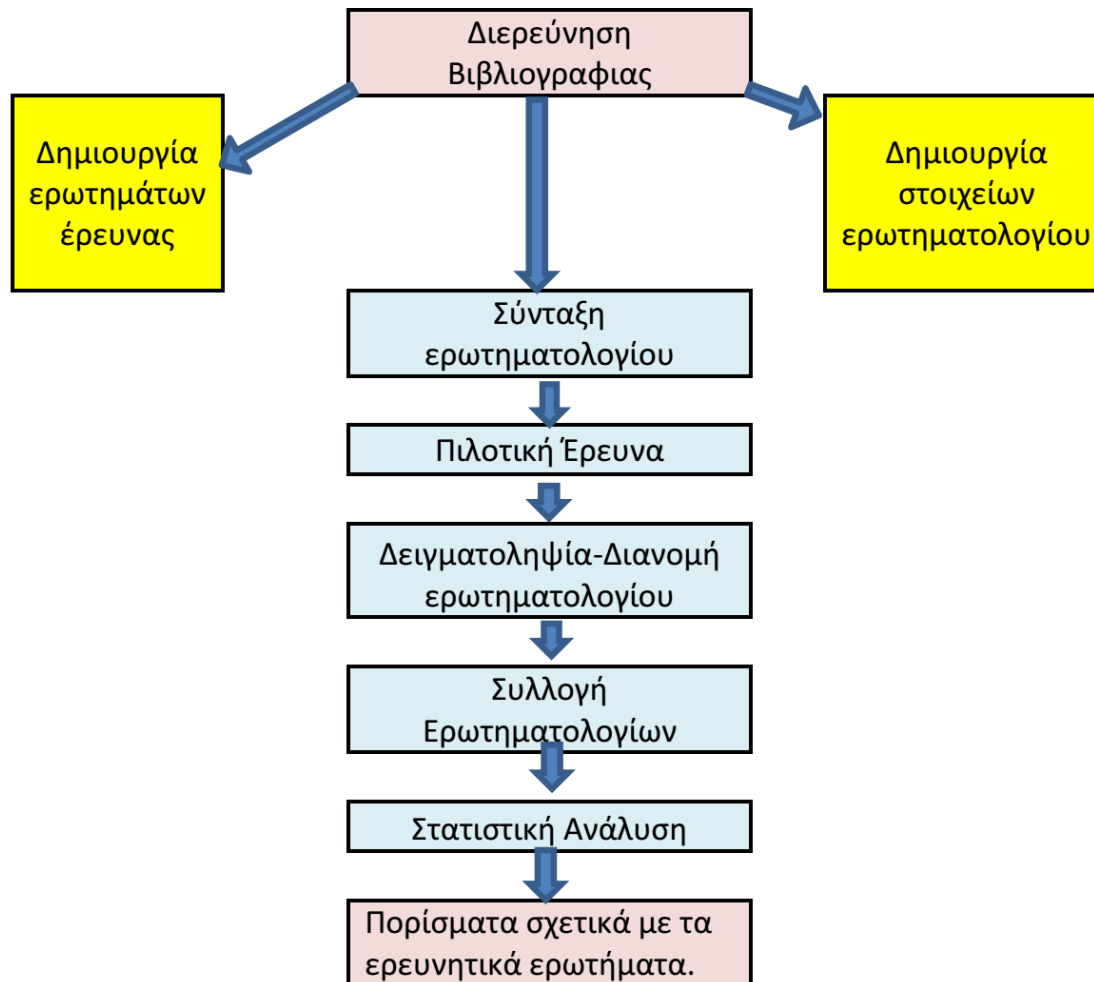 Διερεύνηση
Βιβλιογραφιας
Δημιουργία
ερωτημάτων
έρευνας
Δημιουργία
στοιχείων
ερωτηματολογίου
Σύνταξη
ερωτηματολογίου
Πιλοτική Έρευνα
Δειγματοληψία-Διανομή
ερωτηματολογίου
Συλλογή
Ερωτηματολογίων
Στατιστική Ανάλυση
Πορίσματα σχετικά με τα
ερευνητικά ερωτήματα.